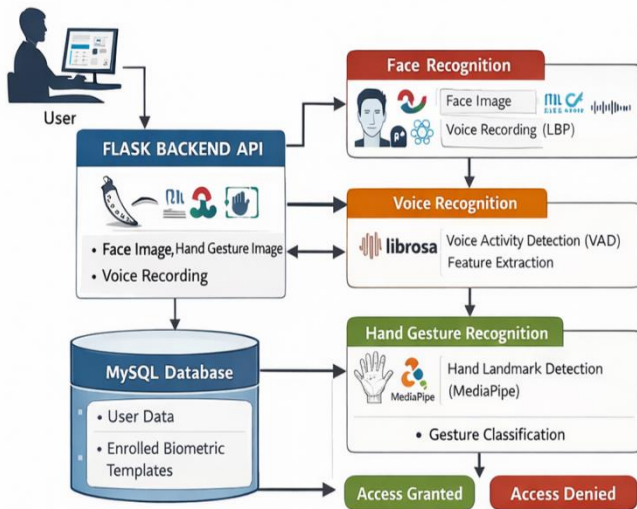 User
FLASK BACKEND API
• Face Image, Hand Gesture Image
• Voice Recording
MySQL Database
• User Data
• Enrolled Biometric
Templates
Face Recognition
Face Image
Voice Recording (LBP)
Voice Recognition
librosa
Voice Activity Detection (VAD)
Feature Extraction
Hand Gesture Recognition
MediaPipe
Hand Landmark Detection
(MediaPipe)
• Gesture Classification
Access Granted
Access Denied